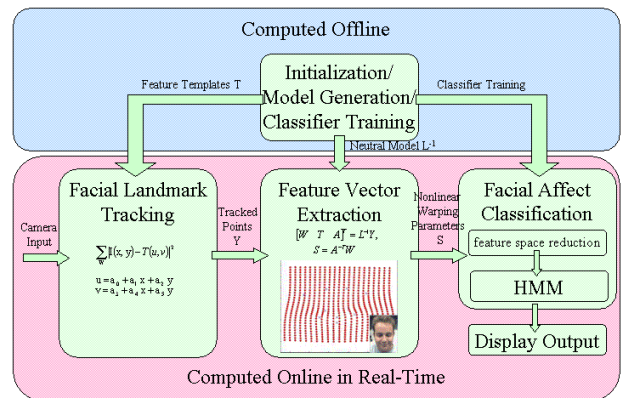 Computed Offline
Feature Templates T
Initialization/
Model Generation/
Classifier Training
Classifier Training
Neutral Model L⁻¹
Facial Landmark
Tracking
Feature Vector
Extraction
Facial Affect
Classification
Camera
Input
Tracked
Points
Y
Nonlinear
Warping
Parameters
S
[W T A]ᵀ = L⁻¹Y,
S = A⁻ᵀW
feature space reduction
HMM
Display Output
Computed Online in Real-Time